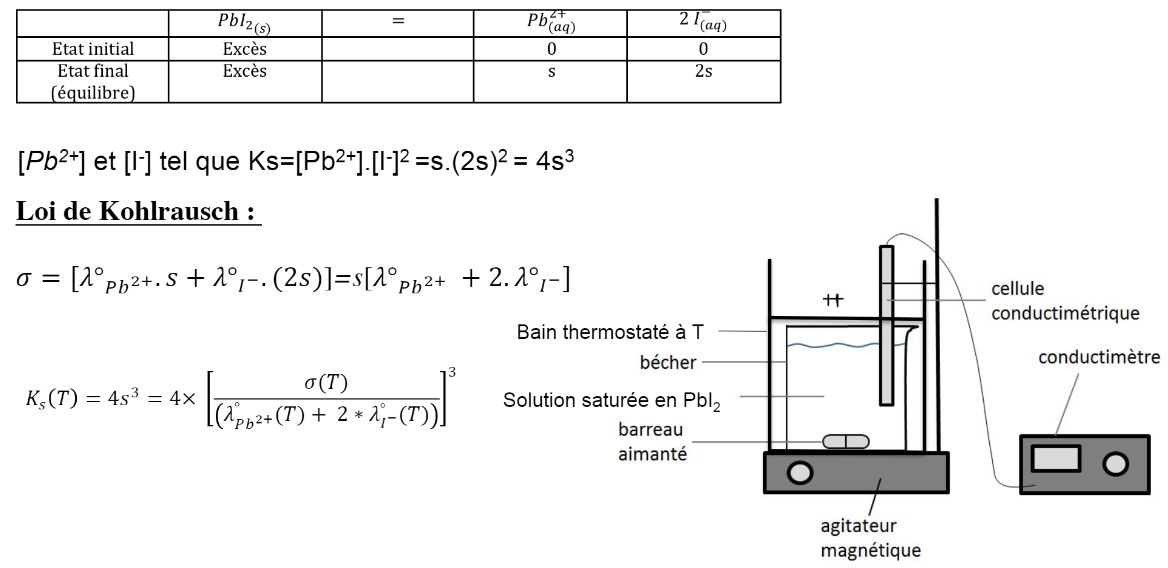 PbI₂₍ₛ₎ = Pb²⁺₍aq₎ 2 I⁻₍aq₎
Etat initial Excès 0 0
Etat final (équilibre) Excès s 2s
[Pb²⁺] et [I⁻] tel que Ks=[Pb²⁺].[I⁻]² =s.(2s)² = 4s³
Loi de Kohlrausch :
σ = [λ°_{Pb²⁺}.s + λ°_{I⁻}.(2s)]=s[λ°_{Pb²⁺} + 2.λ°_{I⁻}]
K_s(T) = 4s³ = 4× [σ(T) / (λ°_{Pb²⁺}(T) + 2 * λ°_{I⁻}(T))]³
++
cellule
conductimétrique
Bain thermostaté à T
conductimètre
bécher
Solution saturée en PbI₂
barreau
aimanté
agitateur
magnétique